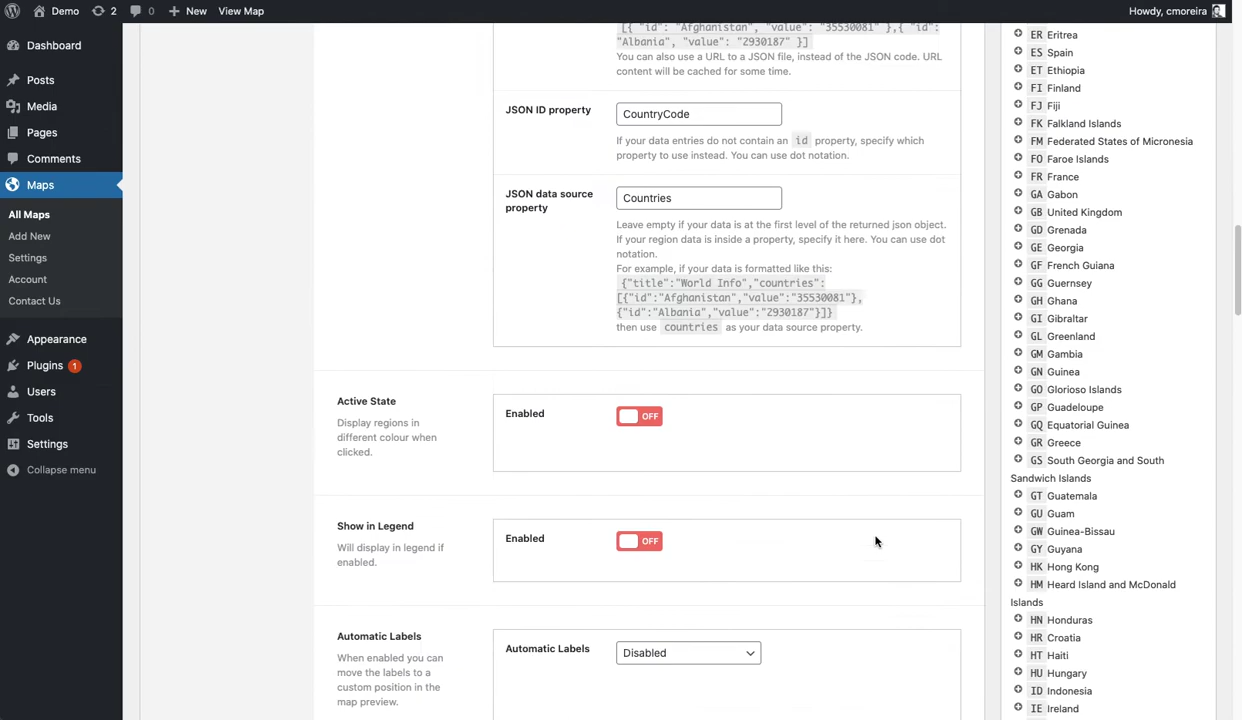 Demo 2 0 New View Map Howdy, cmoreira
Dashboard
Posts
Media
Pages
Comments
Maps
All Maps
Add New
Settings
Account
Contact Us
Appearance
Plugins 1
Users
Tools
Settings
Collapse menu
[{ "id": "Afghanistan", "value": "35530081" },{ "id":
"Albania", "value": "2930187" }]
You can also use a URL to a JSON file, instead of the JSON code. URL
content will be cached for some time.
JSON ID property
CountryCode
If your data entries do not contain an id property, specify which
property to use instead. You can use dot notation.
JSON data source
property
Countries
Leave empty if your data is at the first level of the returned json object.
If your region data is inside a property, specify it here. You can use dot
notation.
For example, if your data is formatted like this:
{"title":"World Info","countries":
[{"id":"Afghanistan","value":"35530081"},
{"id":"Albania","value":"2930187"}]}
then use countries as your data source property.
Active State
Display regions in
different colour when
clicked.
Enabled
OFF
Show in Legend
Will display in legend if
enabled.
Enabled
OFF
Automatic Labels
When enabled you can
move the labels to a
custom position in the
map preview.
Automatic Labels
Disabled
ER Eritrea
ES Spain
ET Ethiopia
FI Finland
FJ Fiji
FK Falkland Islands
FM Federated States of Micronesia
FO Faroe Islands
FR France
GA Gabon
GB United Kingdom
GD Grenada
GE Georgia
GF French Guiana
GG Guernsey
GH Ghana
GI Gibraltar
GL Greenland
GM Gambia
GN Guinea
GO Glorioso Islands
GP Guadeloupe
GQ Equatorial Guinea
GR Greece
GS South Georgia and South
Sandwich Islands
GT Guatemala
GU Guam
GW Guinea-Bissau
GY Guyana
HK Hong Kong
HM Heard Island and McDonald
Islands
HN Honduras
HR Croatia
HT Haiti
HU Hungary
ID Indonesia
IE Ireland